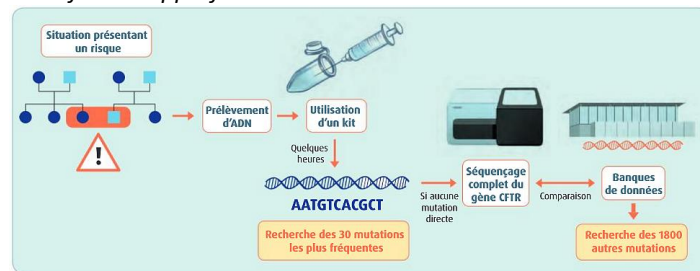 Situation présentant
un risque
!
Prélèvement
d'ADN
Utilisation
d'un kit
Quelques
heures
AATGTCACGCT
Recherche des 30 mutations
les plus fréquentes
Si aucune
mutation
directe
Séquençage
complet du
gène CFTR
Comparaison
Banques
de données
Recherche des 1800
autres mutations